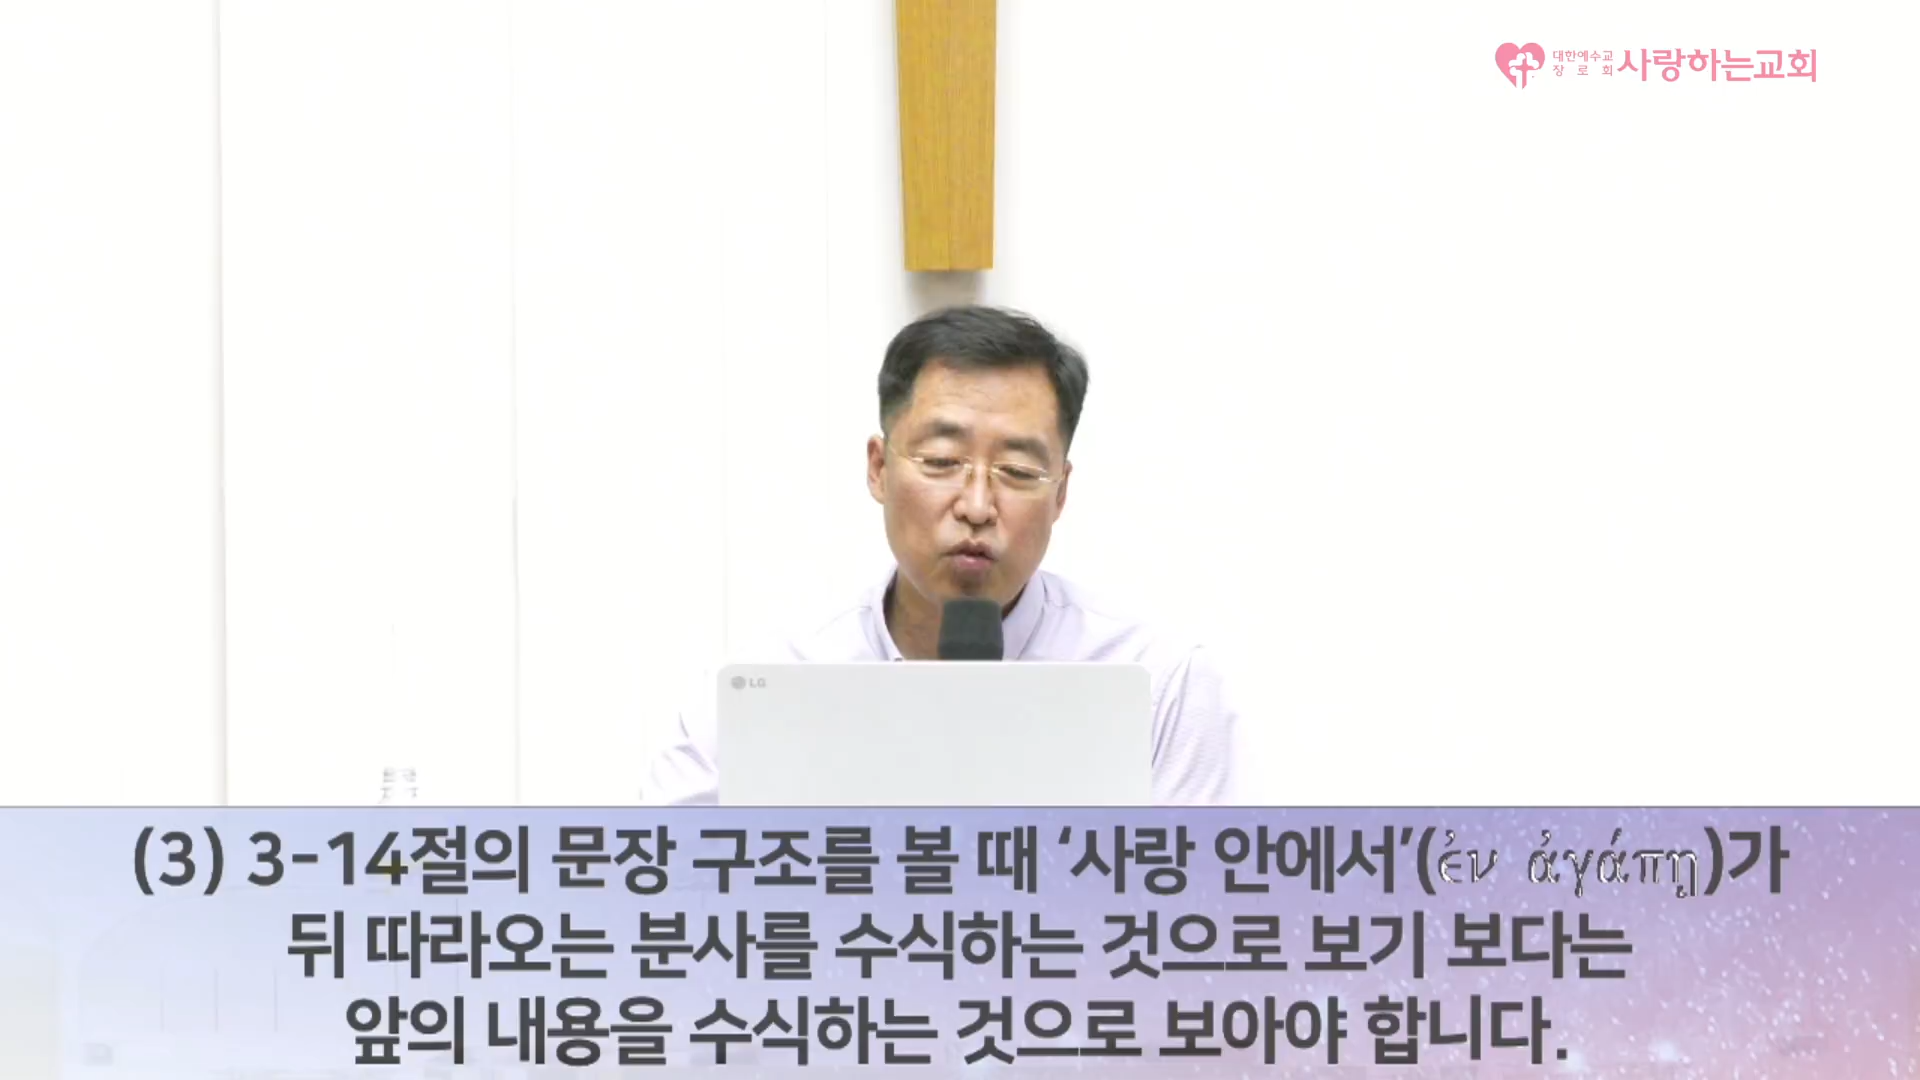 대한예수교
장로회
사랑하는교회
LG
(3) 3-14절의 문장 구조를 볼 때 ‘사랑 안에서’(ἐν ἀγάπῃ)가
뒤 따라오는 분사를 수식하는 것으로 보기 보다는
앞의 내용을 수식하는 것으로 보아야 합니다.